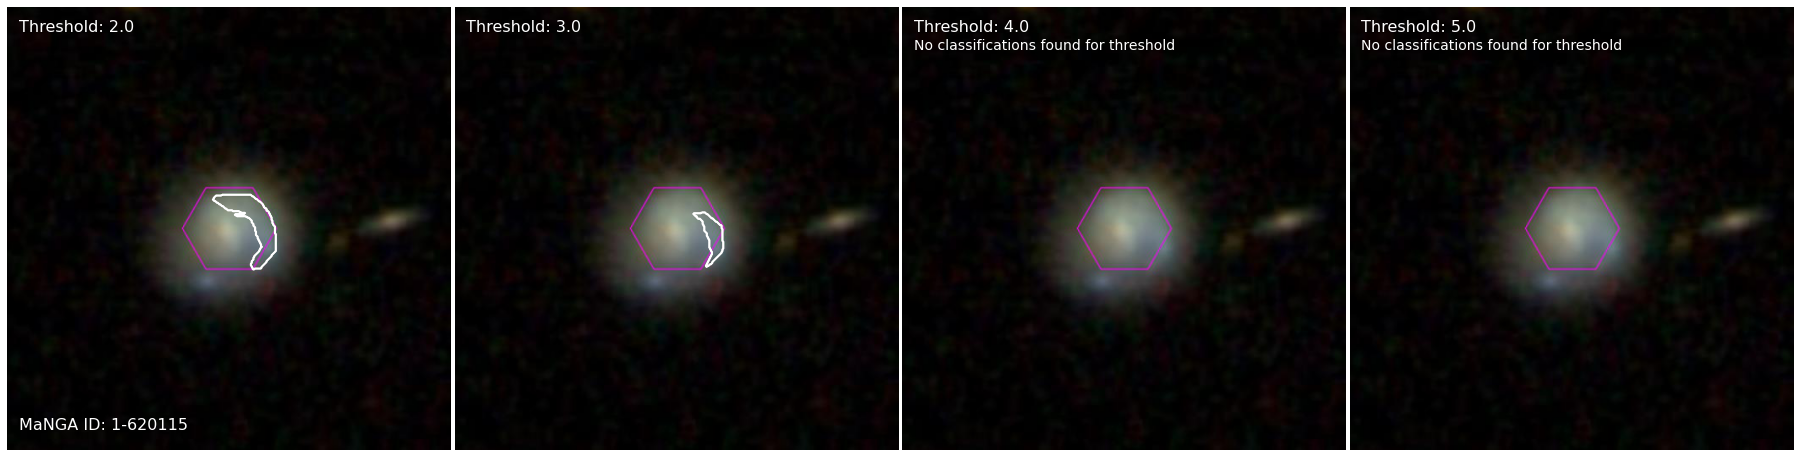 Threshold: 2.0
MaNGA ID: 1-620115
Threshold: 3.0
Threshold: 4.0
No classifications found for threshold
Threshold: 5.0
No classifications found for threshold